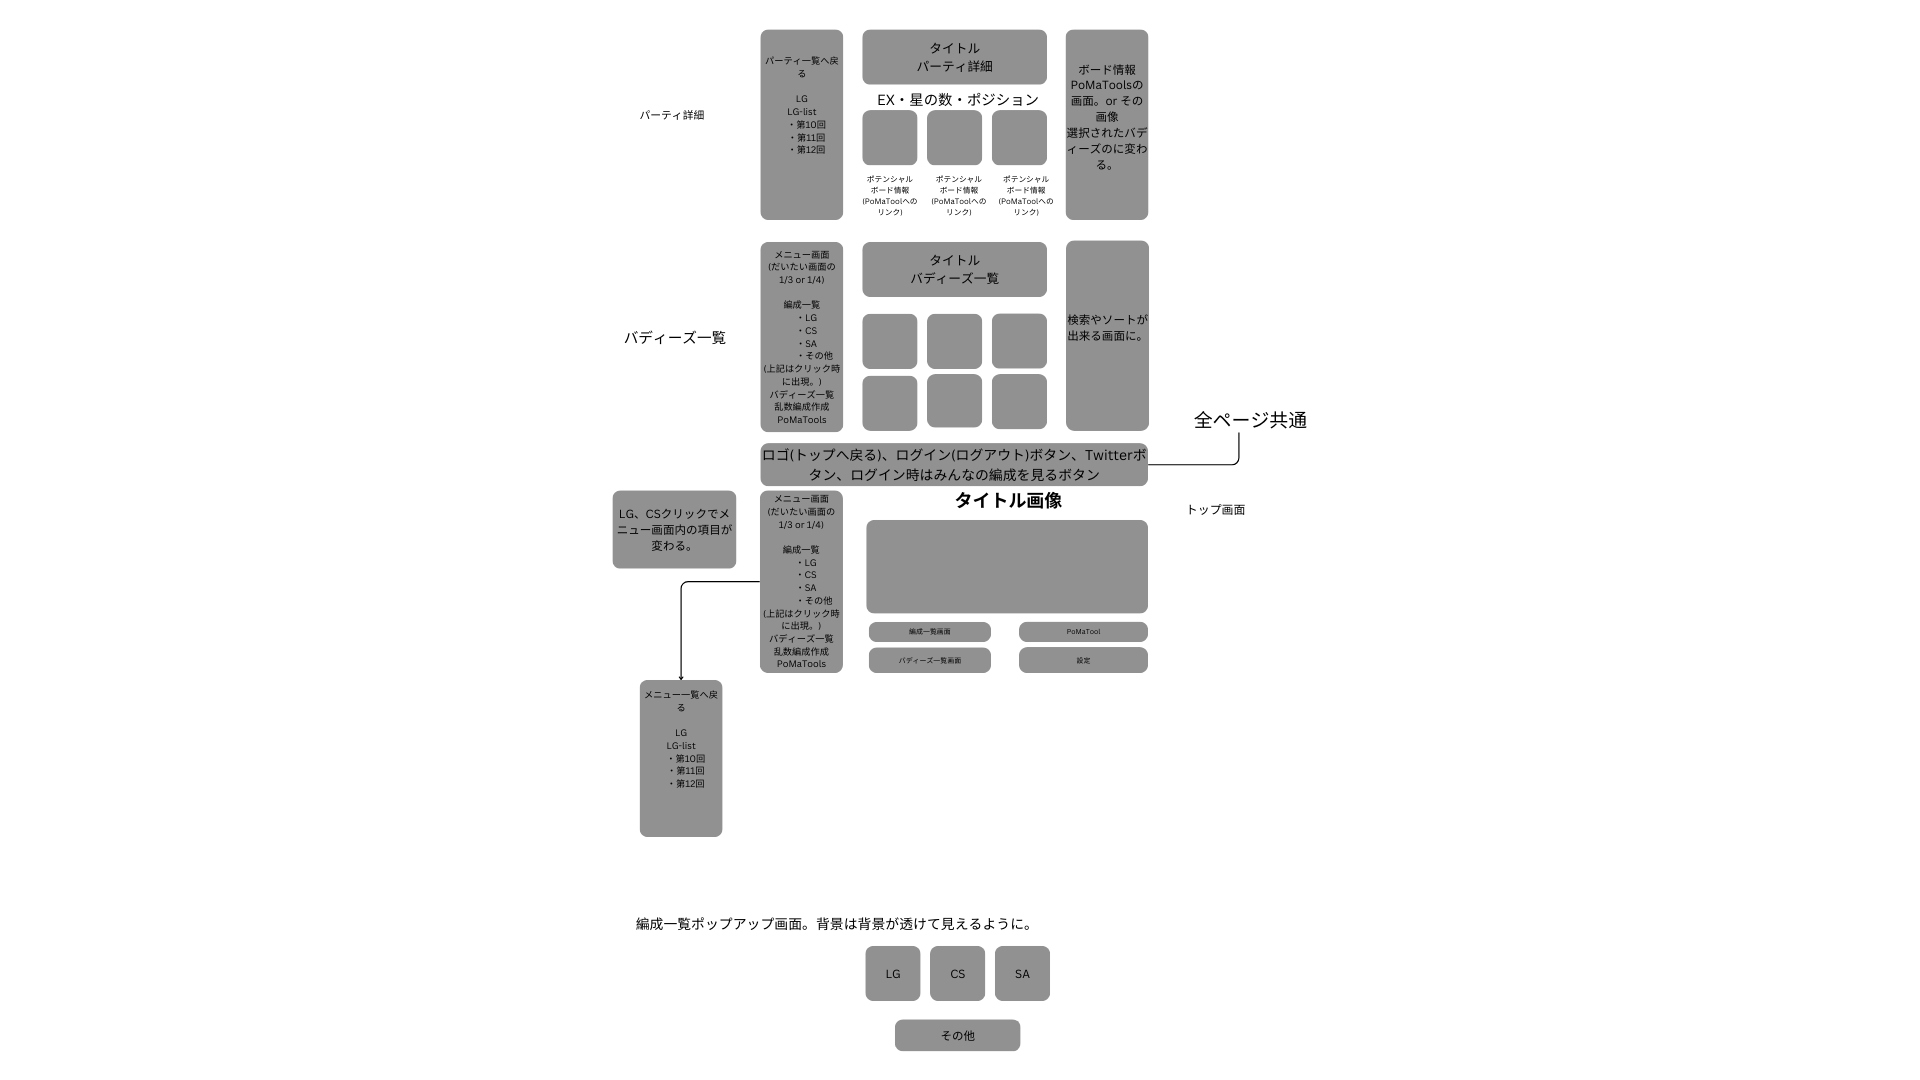 パーティ詳細
パーティ一覧へ戻
る
LG
LG-list
・第10回
・第11回
・第12回
タイトル
パーティ詳細
EX・星の数・ポジション
ポテンシャル
ボード情報
(PoMaToolへの
リンク)
ポテンシャル
ボード情報
(PoMaToolへの
リンク)
ポテンシャル
ボード情報
(PoMaToolへの
リンク)
ボード情報
PoMaToolsの
画面。or その
画像
選択されたバデ
ィーズのに変わ
る。
バディーズ一覧
メニュー画面
(だいたい画面の
1/3 or 1/4)
編成一覧
・LG
・CS
・SA
・その他
(上記はクリック時
に出現。)
バディーズ一覧
乱数編成作成
PoMaTools
タイトル
バディーズ一覧
検索やソートが
出来る画面に。
全ページ共通
ロゴ(トップへ戻る)、ログイン(ログアウト)ボタン、Twitterボ
タン、ログイン時はみんなの編成を見るボタン
LG、CSクリックでメ
ニュー画面内の項目が
変わる。
メニュー画面
(だいたい画面の
1/3 or 1/4)
編成一覧
・LG
・CS
・SA
・その他
(上記はクリック時
に出現。)
バディーズ一覧
乱数編成作成
PoMaTools
タイトル画像
トップ画面
編成一覧画面
PoMaTool
バディーズ一覧画面
設定
メニュー一覧へ戻
る
LG
LG-list
・第10回
・第11回
・第12回
編成一覧ポップアップ画面。背景は背景が透けて見えるように。
LG
CS
SA
その他